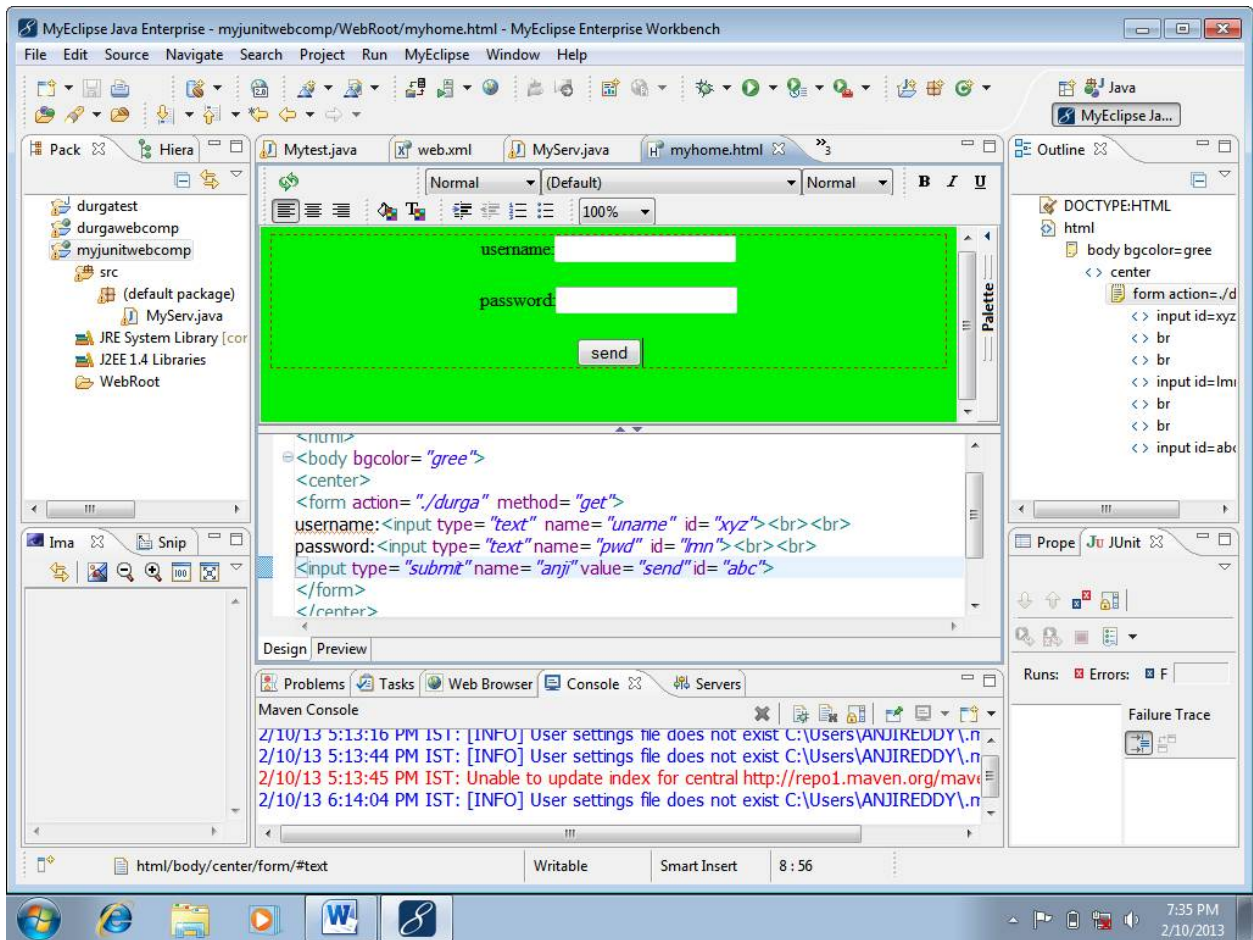 MyEclipse Java Enterprise - myjunitwebcomp/WebRoot/myhome.html - MyEclipse Enterprise Workbench
File Edit Source Navigate Search Project Run MyEclipse Window Help
2.0
Java
MyEclipse Ja...
Pack
Hiera
durgatest
durgawebcomp
myjunitwebcomp
src
(default package)
MyServ.java
JRE System Library [cor
J2EE 1.4 Libraries
WebRoot
Ima
Snip
100
Mytest.java
web.xml
MyServ.java
myhome.html
»3
Normal
(Default)
Normal
B I U
100%
username:
password:
send
Palette
<html>
<body bgcolor="gree">
<center>
<form action="./durga" method="get">
username:<input type="text" name="uname" id="xyz"><br><br>
password:<input type="text" name="pwd" id="lmn"><br><br>
<input type="submit" name="anji" value="send" id="abc">
</form>
</center>
Design Preview
Problems Tasks Web Browser Console Servers
Maven Console
2/10/13 5:13:16 PM IST: [INFO] User settings file does not exist C:\Users\ANJIREDDY\.m
2/10/13 5:13:44 PM IST: [INFO] User settings file does not exist C:\Users\ANJIREDDY\.m
2/10/13 5:13:45 PM IST: Unable to update index for central http://repo1.maven.org/mave
2/10/13 6:14:04 PM IST: [INFO] User settings file does not exist C:\Users\ANJIREDDY\.m
Outline
DOCTYPE:HTML
html
body bgcolor=gree
center
form action=./d
input id=xyz
br
br
input id=lmn
br
br
input id=abc
Prope
JUnit
Runs: Errors: F
Failure Trace
html/body/center/form/#text
Writable
Smart Insert
8 : 56
7:35 PM
2/10/2013